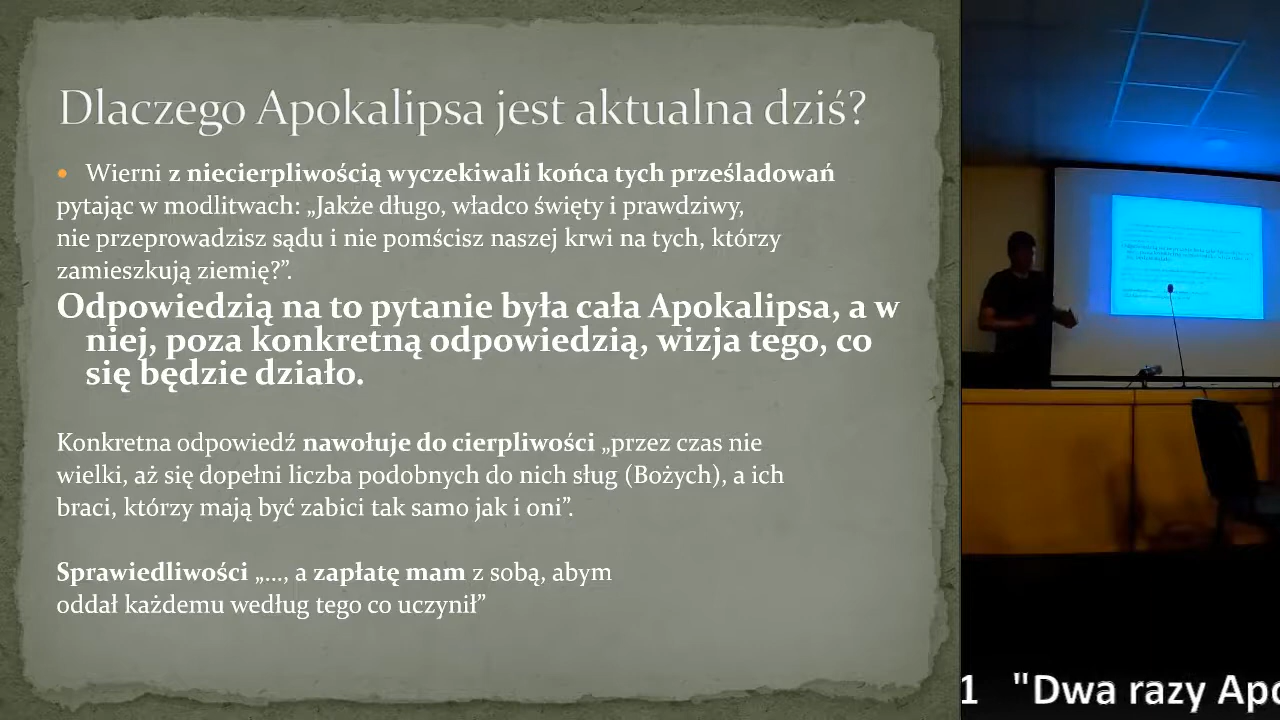 Dlaczego Apokalipsa jest aktualna dziś?
• Wierni z niecierpliwością wyczekiwali końca tych prześladowań
pytając w modlitwach: „Jakże długo, władco święty i prawdziwy,
nie przeprowadzisz sądu i nie pomścisz naszej krwi na tych, którzy
zamieszkują ziemię?”.
Odpowiedzią na to pytanie była cała Apokalipsa, a w
niej, poza konkretną odpowiedzią, wizja tego, co
się będzie działo.
Konkretna odpowiedź nawołuje do cierpliwości „przez czas nie
wielki, aż się dopełni liczba podobnych do nich sług (Bożych), a ich
braci, którzy mają być zabici tak samo jak i oni”.
Sprawiedliwości „..., a zapłatę mam z sobą, abym
oddał każdemu według tego co uczynił”
1 "Dwa razy Apo